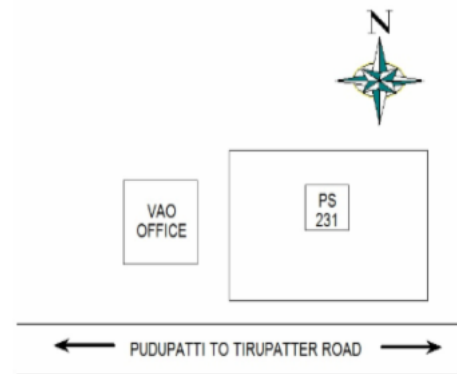 N
VAO
OFFICE
PS
231
PUDUPATTI TO TIRUPATTER ROAD